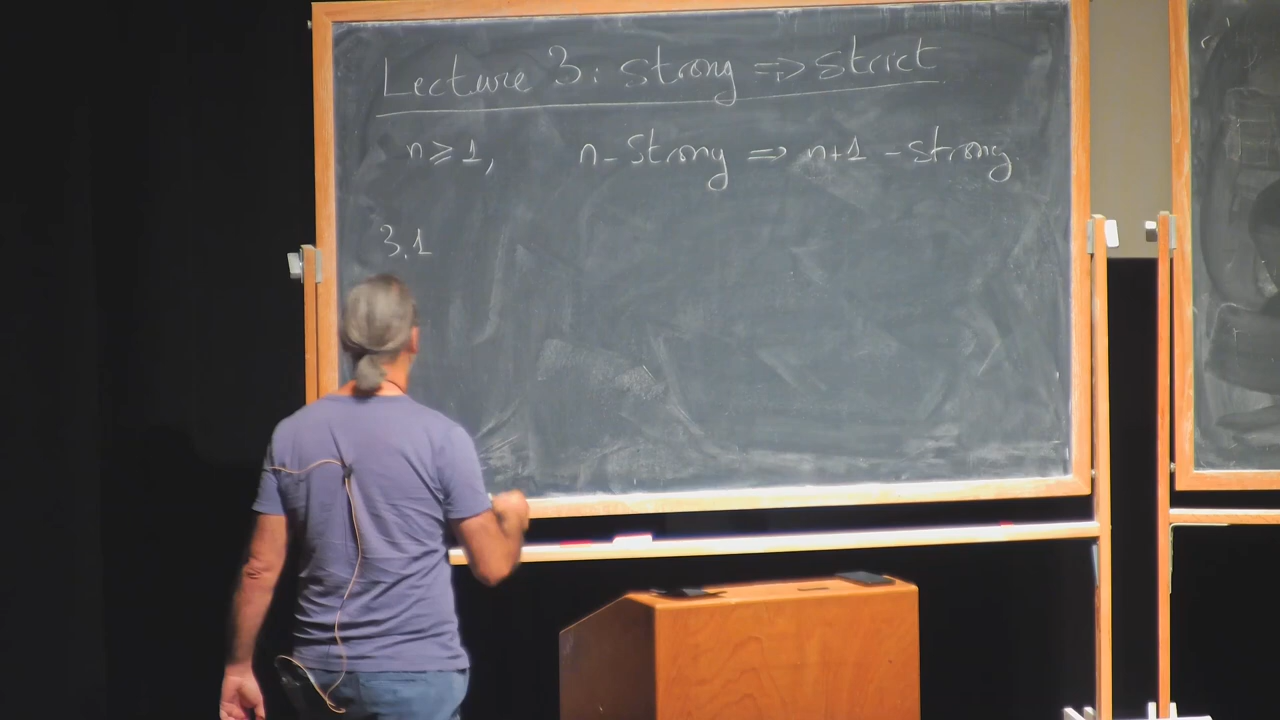 Lecture 3: Strong => Strict
n ⩾ 1, n-Strong => n+1 -Strong.
3.1